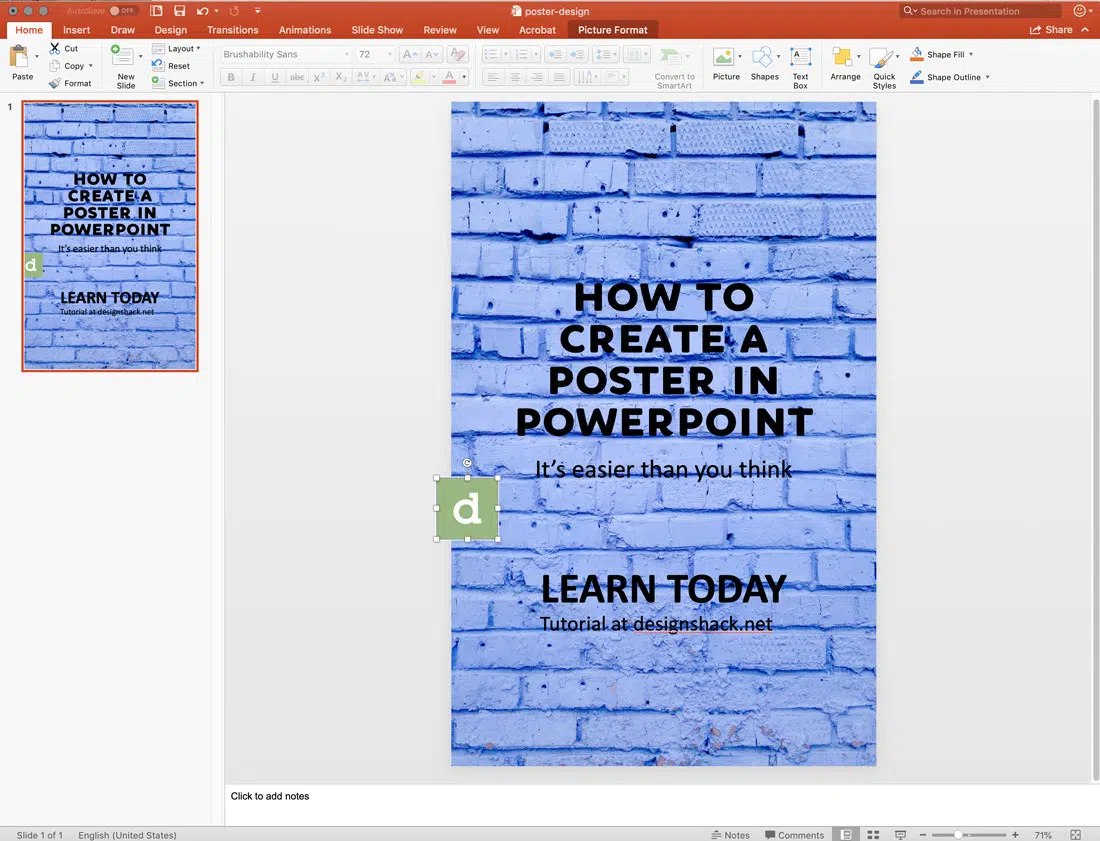 AutoSave OFF
poster-design
Search in Presentation
Home Insert Draw Design Transitions Animations Slide Show Review View Acrobat Picture Format Share
Paste
Cut
Copy
Format
New
Slide
Layout
Reset
Section
Brushability Sans 72
B I U abc X² X₂ AV Aa A
Convert to
SmartArt
Picture
Shapes
Text
Box
Arrange
Quick
Styles
Shape Fill
Shape Outline
1
HOW TO
CREATE A
POSTER IN
POWERPOINT
It's easier than you think
d
LEARN TODAY
Tutorial at designshack.net
HOW TO
CREATE A
POSTER IN
POWERPOINT
It's easier than you think
d
LEARN TODAY
Tutorial at designshack.net
Click to add notes
Slide 1 of 1 English (United States) Notes Comments 71%